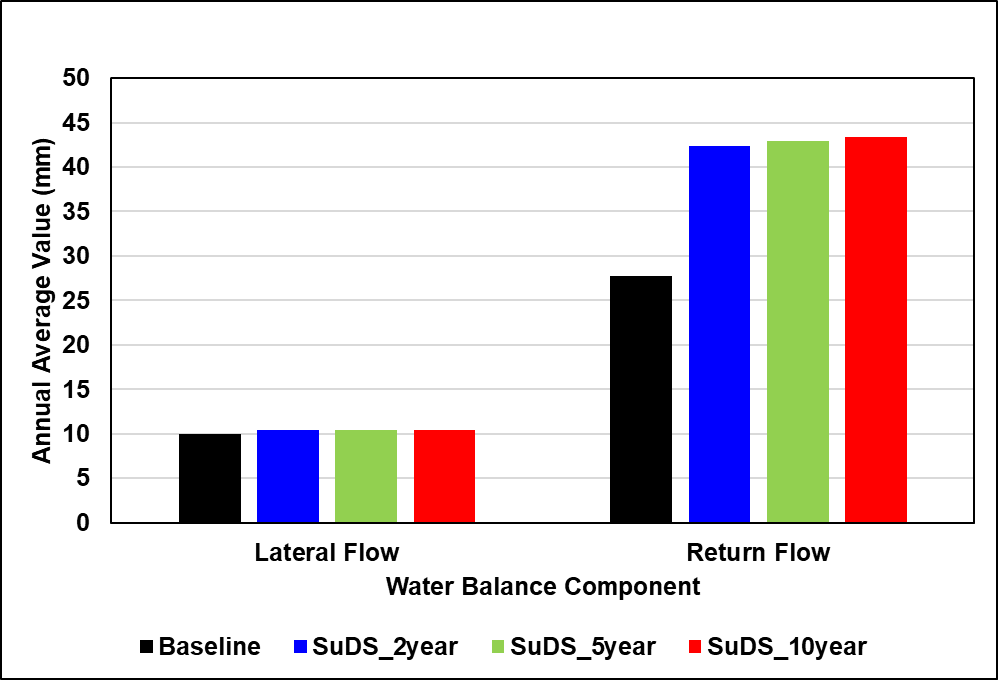 50
45
40
35
30
25
20
15
10
5
0
Annual Average Value (mm)
Lateral Flow
Return Flow
Water Balance Component
Baseline
SuDS_2year
SuDS_5year
SuDS_10year